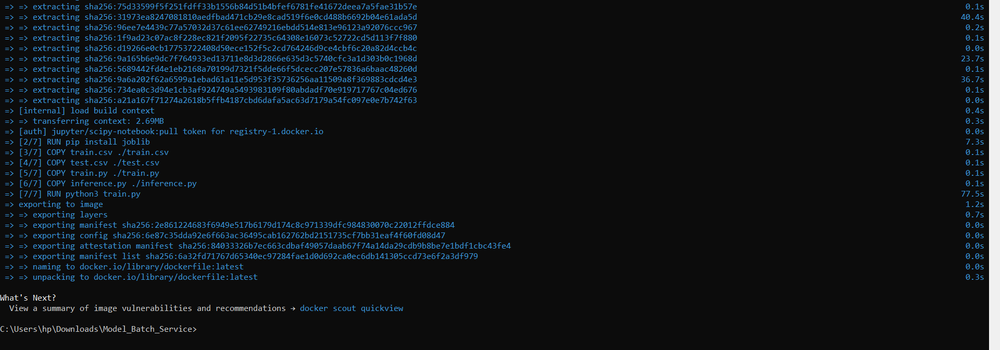 => => extracting sha256:75d33599f5f251fdff33b1556b84d51b4bfef6781fe41672deea7a5fae31b57e 0.1s
=> => extracting sha256:31973ea8247081810aedfbad471cb29e8cad519f6e0cd488b6692b04e61ada5d 40.4s
=> => extracting sha256:96ee7e4439c77a57032d37c61ee62749216ebdd514e813e96123a92076ccc967 0.2s
=> => extracting sha256:1f9ad23c07ac8f228ec821f2095f22735c64308e16073c52722cd5d113f7f880 0.1s
=> => extracting sha256:d19266e0cb17753722408d50ece152f5c2cd764246d9ce4cbf6c20a82d4ccb4c 0.0s
=> => extracting sha256:9a165b6e9dc7f764933ed13711e8d3d2866e635d3c5740cfc3a1d303b0c1968d 23.7s
=> => extracting sha256:5689442fd4e1eb2168a70199d7321f5dde66f5dcecc207e57836a6baac48260d 0.1s
=> => extracting sha256:9a6a202f62a6599a1ebad61a11e5d953f35736256aa11509a8f369883cdcd4e3 36.7s
=> => extracting sha256:734ea0c3d94e1cb3af924749a5493983109f80abdadf70e919717767c04ed676 0.1s
=> => extracting sha256:a21a167f71274a2618b5ffb4187cbd6dafa5ac63d7179a54fc097e0e7b742f63 0.0s
=> [internal] load build context 0.4s
=> => transferring context: 2.69MB 0.3s
=> [auth] jupyter/scipy-notebook:pull token for registry-1.docker.io 0.0s
=> [2/7] RUN pip install joblib 7.3s
=> [3/7] COPY train.csv ./train.csv 0.1s
=> [4/7] COPY test.csv ./test.csv 0.1s
=> [5/7] COPY train.py ./train.py 0.1s
=> [6/7] COPY inference.py ./inference.py 0.1s
=> [7/7] RUN python3 train.py 77.5s
=> exporting to image 1.2s
=> => exporting layers 0.7s
=> => exporting manifest sha256:2e861224683f6949e517b6179d174c8c971339dfc984830070c22012ffdce884 0.0s
=> => exporting config sha256:6e87c35dda92e6f663ac36495cab162762bd2151735cf7bb31eaf4f60fd08d47 0.0s
=> => exporting attestation manifest sha256:84033326b7ec663cdbaf49057daab67f74a14da29cdb9b8be7e1bdf1cbc43fe4 0.0s
=> => exporting manifest list sha256:6a32fd71767d65340ec97284fae1d0d692ca0ec6db141305ccd73e6f2a3df979 0.0s
=> => naming to docker.io/library/dockerfile:latest 0.0s
=> => unpacking to docker.io/library/dockerfile:latest 0.3s
What's Next?
View a summary of image vulnerabilities and recommendations → docker scout quickview
C:\Users\hp\Downloads\Model_Batch_Service>